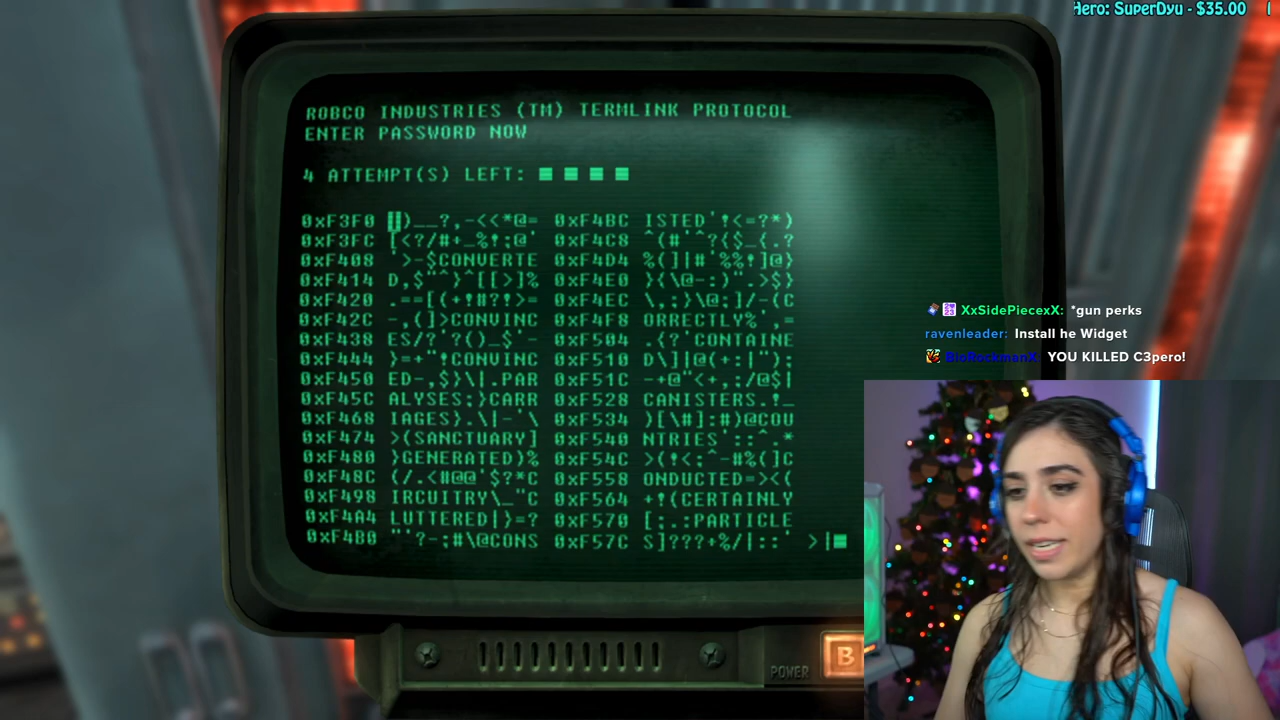 Hero: SuperDyu - $35.00
ROBCO INDUSTRIES (TM) TERMLINK PROTOCOL
ENTER PASSWORD NOW
4 ATTEMPT(S) LEFT:
0xF3F0 )__?,-<<*@= 0xF4BC ISTED'!<=?*)
0xF3FC [<?/#+_%!;@' 0xF4C8 ^(#'^?{$_{.?
0xF408 '>-$CONVERTE 0xF4D4 %(]|#'%%!]@}
0xF414 D,$"^}^[[>]% 0xF4E0 }{\@-:)".>$}
0xF420 .==[(+!#?!>= 0xF4EC \,;}\@;]/-(C
0xF42C -,(]>CONVINC 0xF4F8 ORRECTLY%',=
0xF438 ES/?'?()_$'- 0xF504 .{?'CONTAINE
0xF444 }=+"!CONVINC 0xF510 D\]|@(+:|");
0xF450 ED-,$}\|.PAR 0xF51C -+@"<+,:/@$|
0xF45C ALYSES;}CARR 0xF528 CANISTERS.!_
0xF468 IAGES}.\|-'\ 0xF534 )[\#]:#)@COU
0xF474 >(SANCTUARY] 0xF540 NTRIES'::^.*
0xF480 }GENERATED)% 0xF54C >(!<;^-#%(]C
0xF48C (/.<#@@'$?*C 0xF558 ONDUCTED=><(
0xF498 IRCUITRY\_"C 0xF564 +!(CERTAINLY
0xF4A4 LUTTERED|}=? 0xF570 [;.:PARTICLE
0xF4B0 "'?-;#\@CONS 0xF57C S]???+%/|::' >|
XxSidePiecexX: *gun perks
ravenleader: Install he Widget
BioRockmanX: YOU KILLED C3pero!
POWER
B